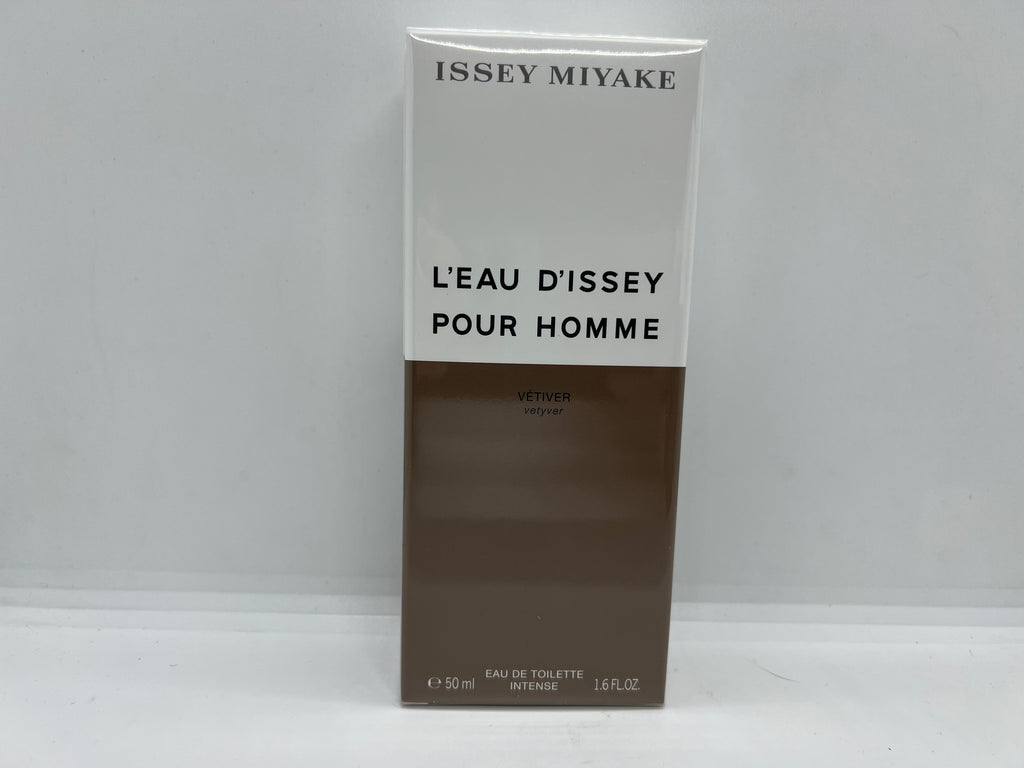 ISSEY MIYAKE
L'EAU D'ISSEY
POUR HOMME
VÉTIVER
vetyver
EAU DE TOILETTE
℮ 50 ml INTENSE 1.6 FL.OZ.